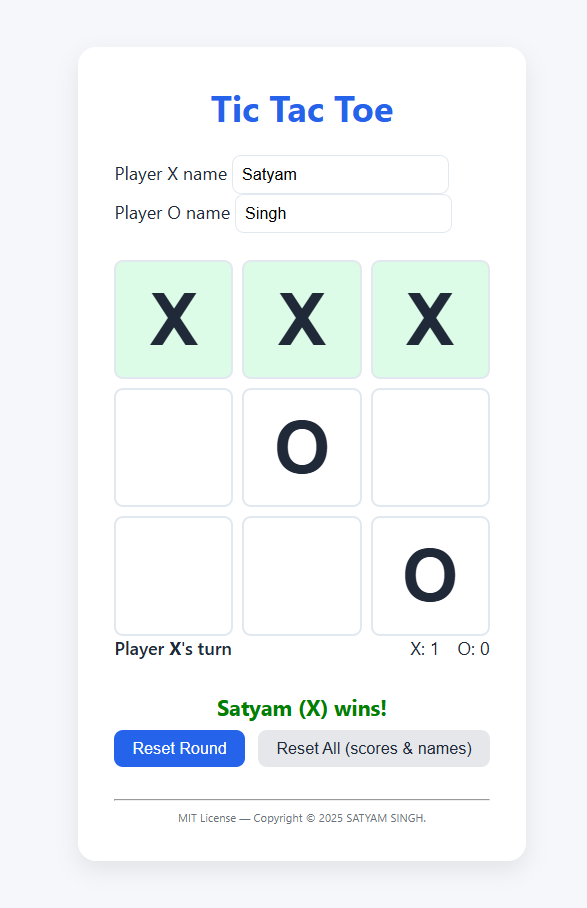 Tic Tac Toe
Player X name Satyam
Player O name Singh
X X X
O
O
Player X's turn X: 1 O: 0
Satyam (X) wins!
Reset Round Reset All (scores & names)
MIT License — Copyright © 2025 SATYAM SINGH.